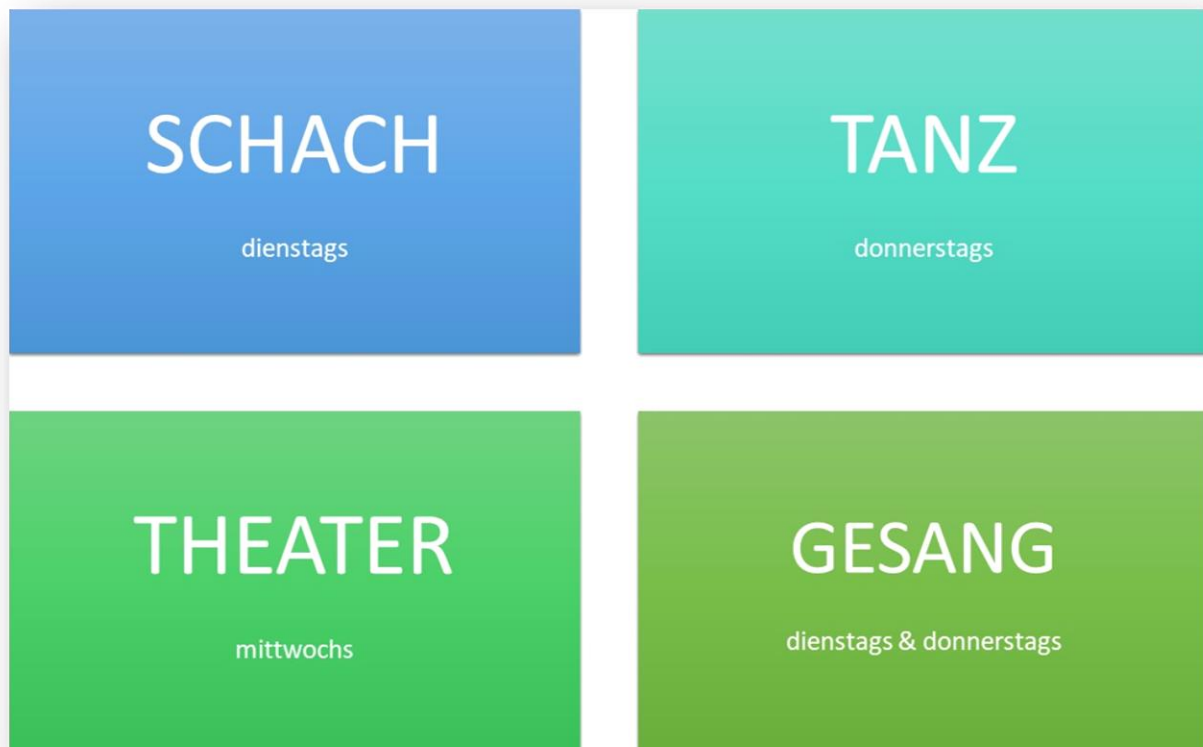 SCHACH
dienstags
TANZ
donnerstags
THEATER
mittwochs
GESANG
dienstags & donnerstags